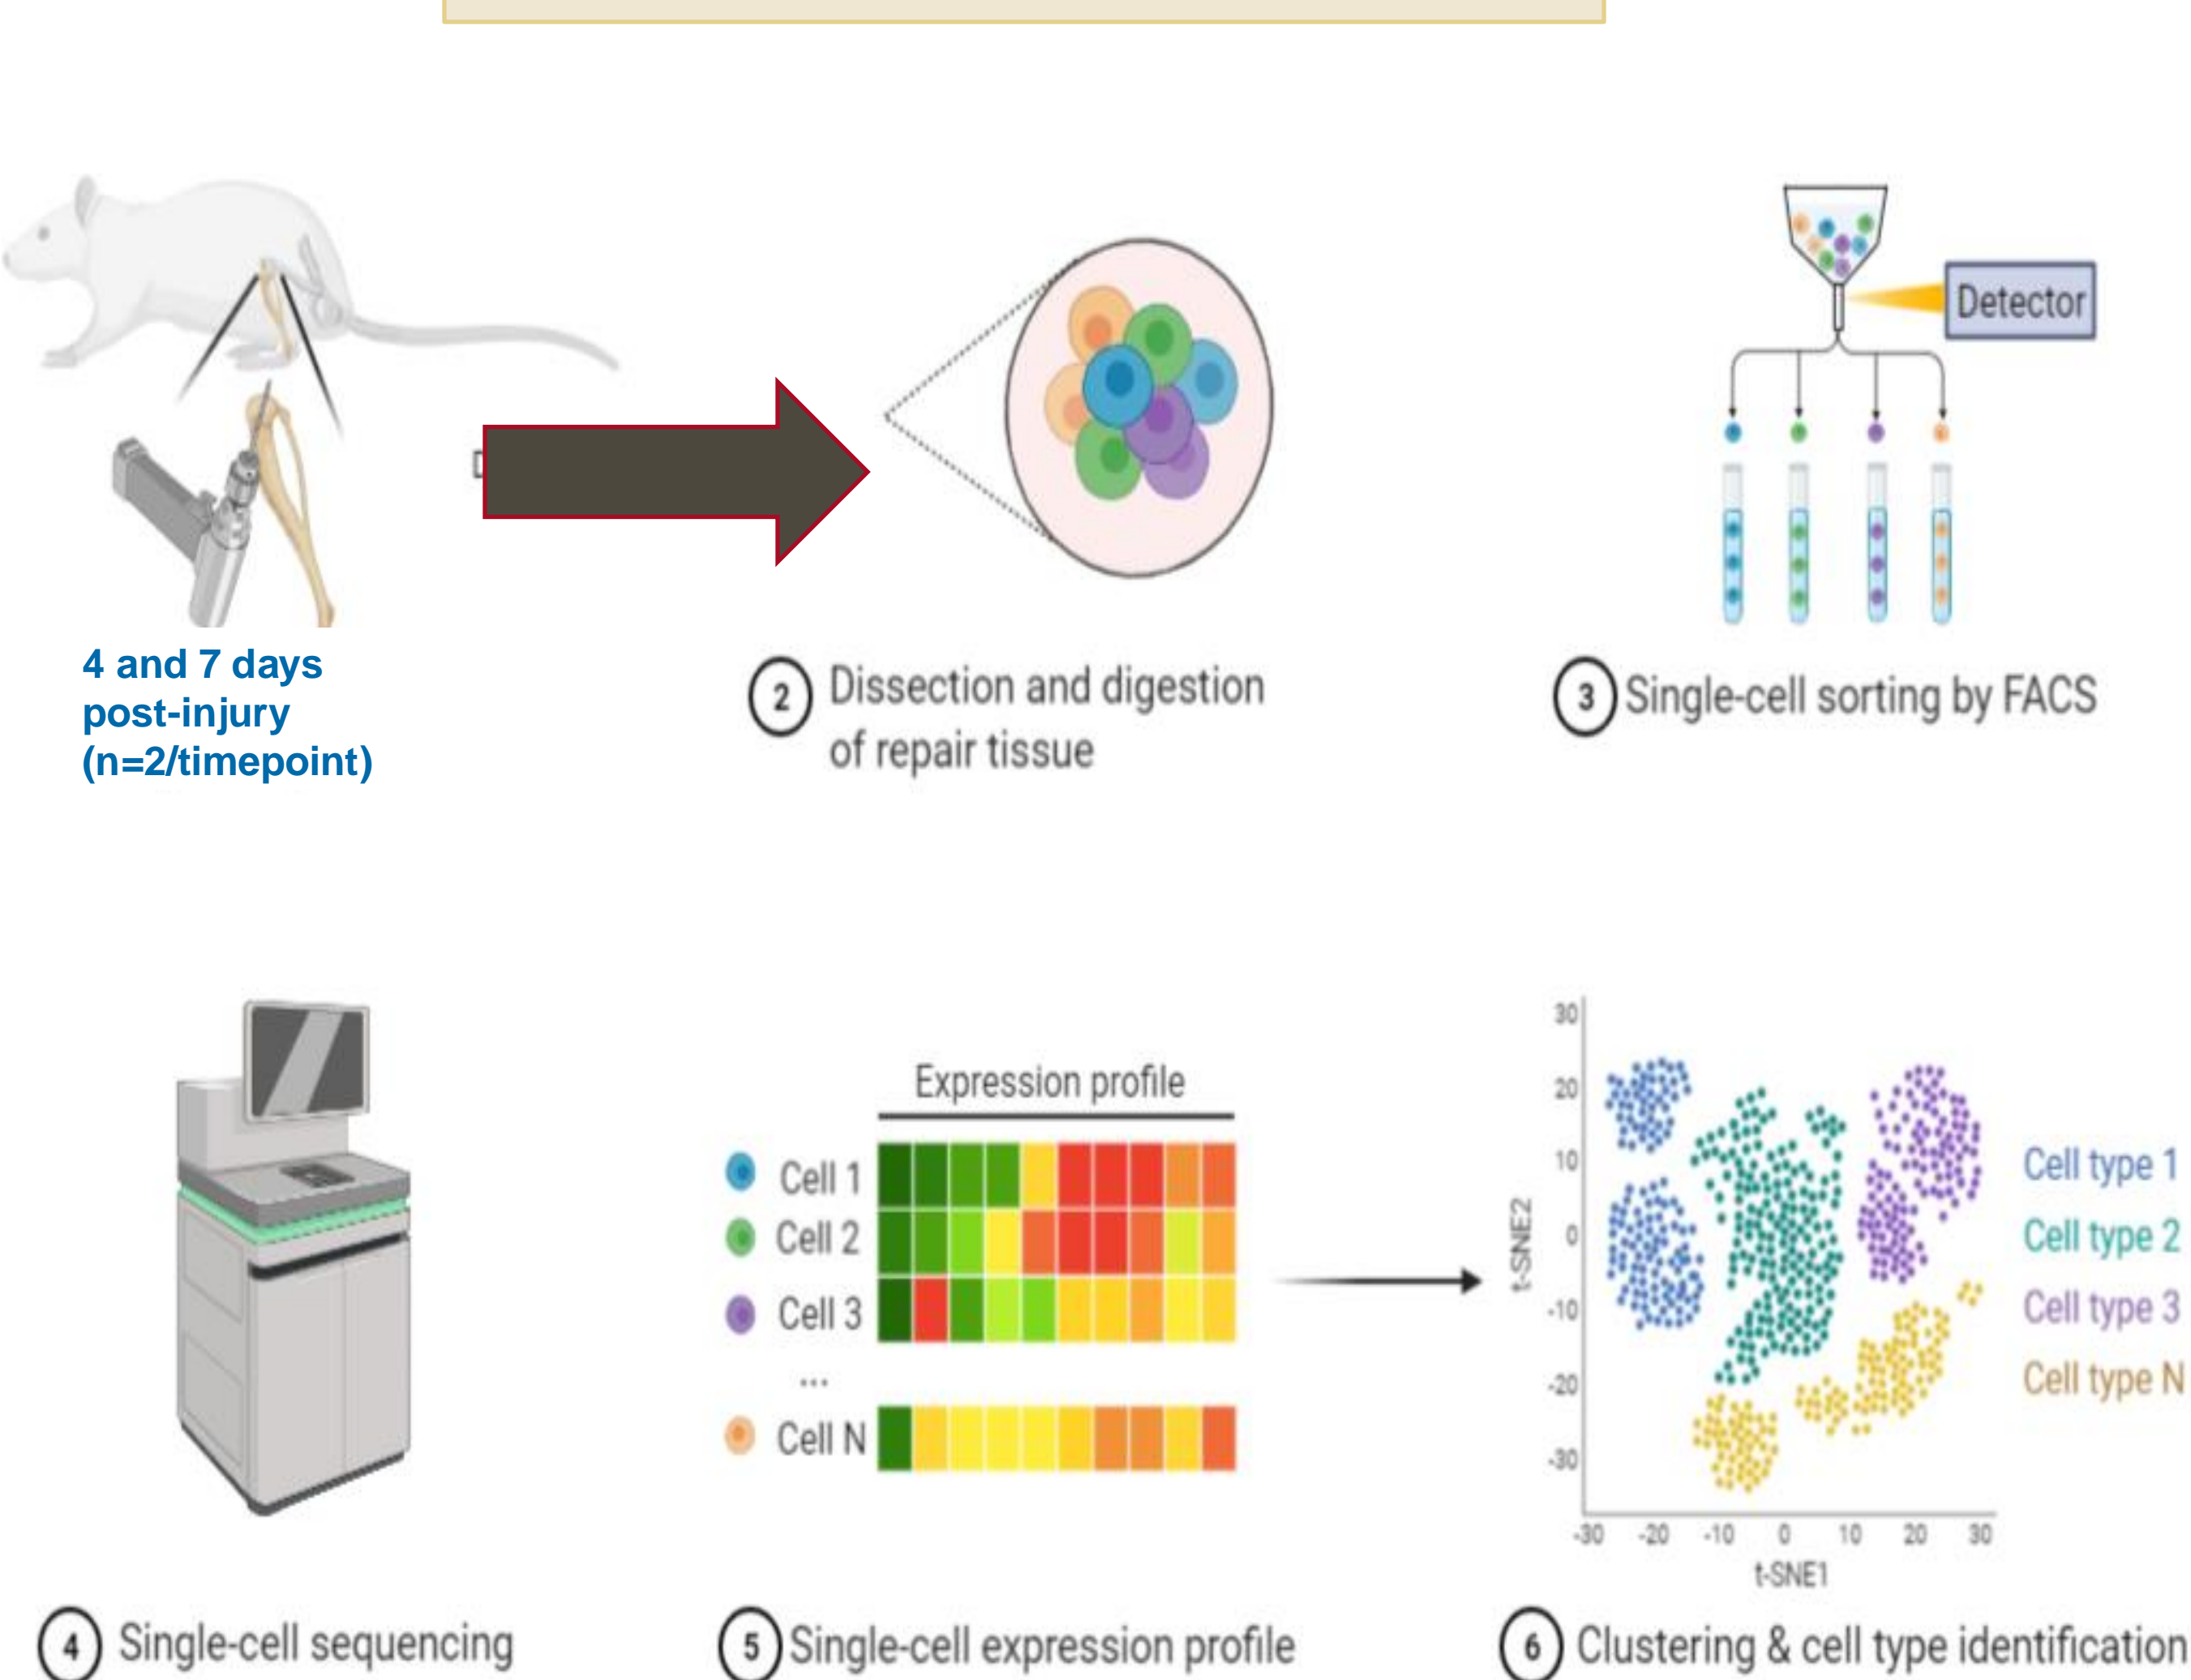 Detector
4 and 7 days
post-injury
(n=2/timepoint)
2 Dissection and digestion
of repair tissue
3 Single-cell sorting by FACS
Expression profile
Cell 1
Cell 2
Cell 3
...
Cell N
t-SNE2
30
20
10
0
-10
-20
-30
-30 -20 -10 0 10 20 30
t-SNE1
Cell type 1
Cell type 2
Cell type 3
Cell type N
4 Single-cell sequencing
5 Single-cell expression profile
6 Clustering & cell type identification